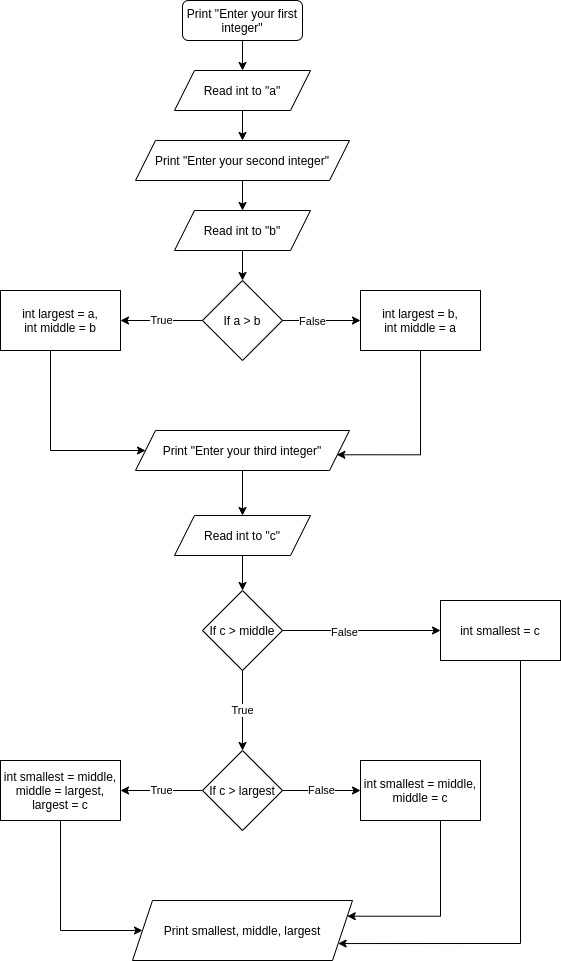 Print "Enter your first
integer"
Read int to "a"
Print "Enter your second integer"
Read int to "b"
int largest = a,
int middle = b
True
If a > b
False
int largest = b,
int middle = a
Print "Enter your third integer"
Read int to "c"
If c > middle
False
int smallest = c
True
int smallest = middle,
middle = largest,
largest = c
True
If c > largest
False
int smallest = middle,
middle = c
Print smallest, middle, largest